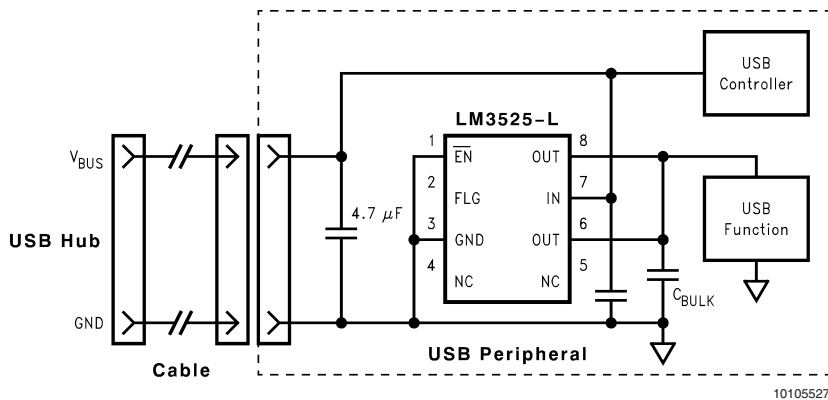 USB
Controller
LM3525-L
1
EN
OUT
8
VBUS
2
FLG
IN
7
4.7 μF
3
GND
OUT
6
USB
Function
USB Hub
4
NC
NC
5
CBULK
GND
USB Peripheral
Cable
10105527